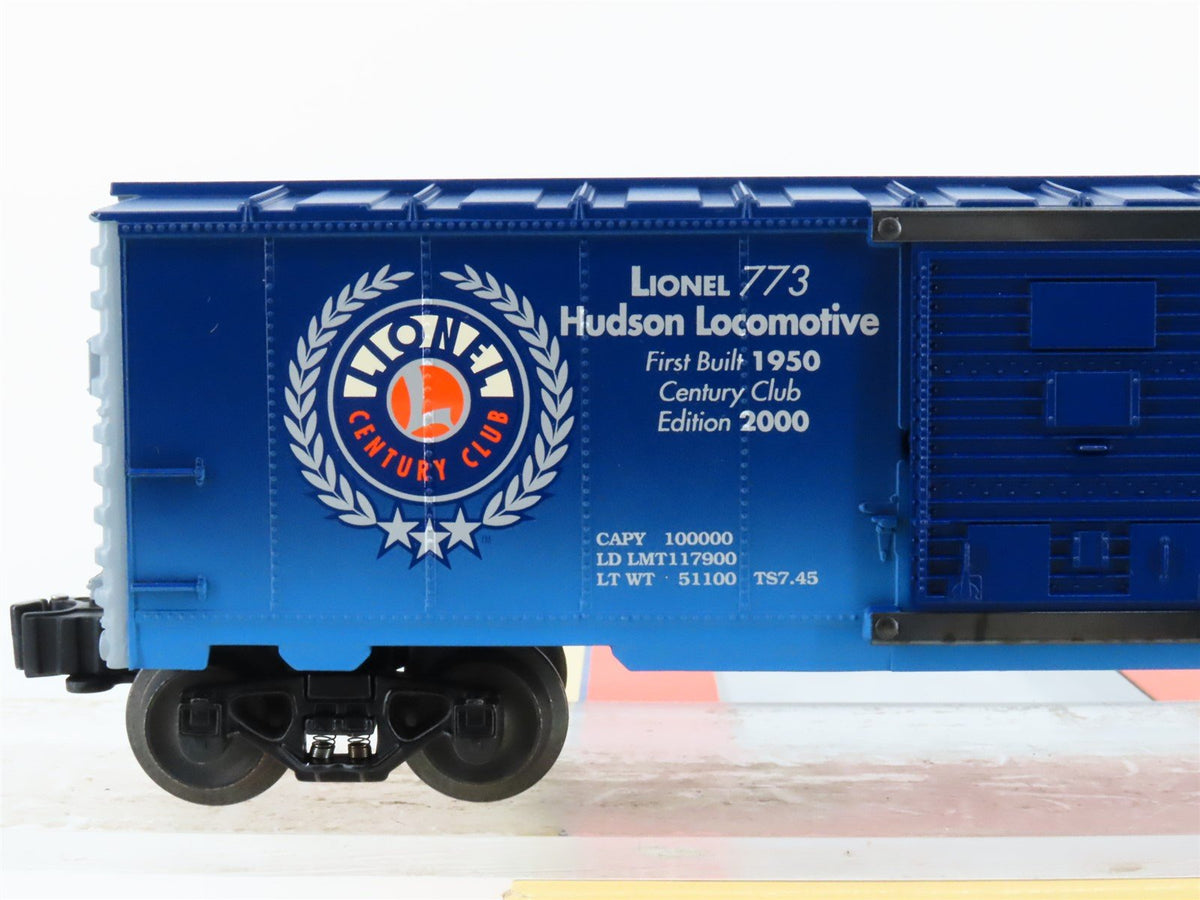 LIONEL
L
CENTURY CLUB
TM
LIONEL 773
Hudson Locomotive
First Built 1950
Century Club
Edition 2000
CAPY 100000
LD LMT117900
LT WT 51100 TS7.45